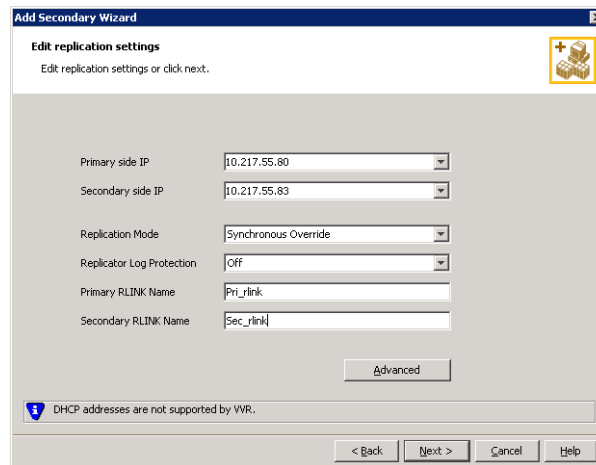 Add Secondary Wizard
Edit replication settings
Edit replication settings or click next.
Primary side IP 10.217.55.80
Secondary side IP 10.217.55.83
Replication Mode Synchronous Override
Replicator Log Protection Off
Primary RLINK Name Pri_rlink
Secondary RLINK Name Sec_rlink
Advanced
DHCP addresses are not supported by VVR.
< Back Next > Cancel Help